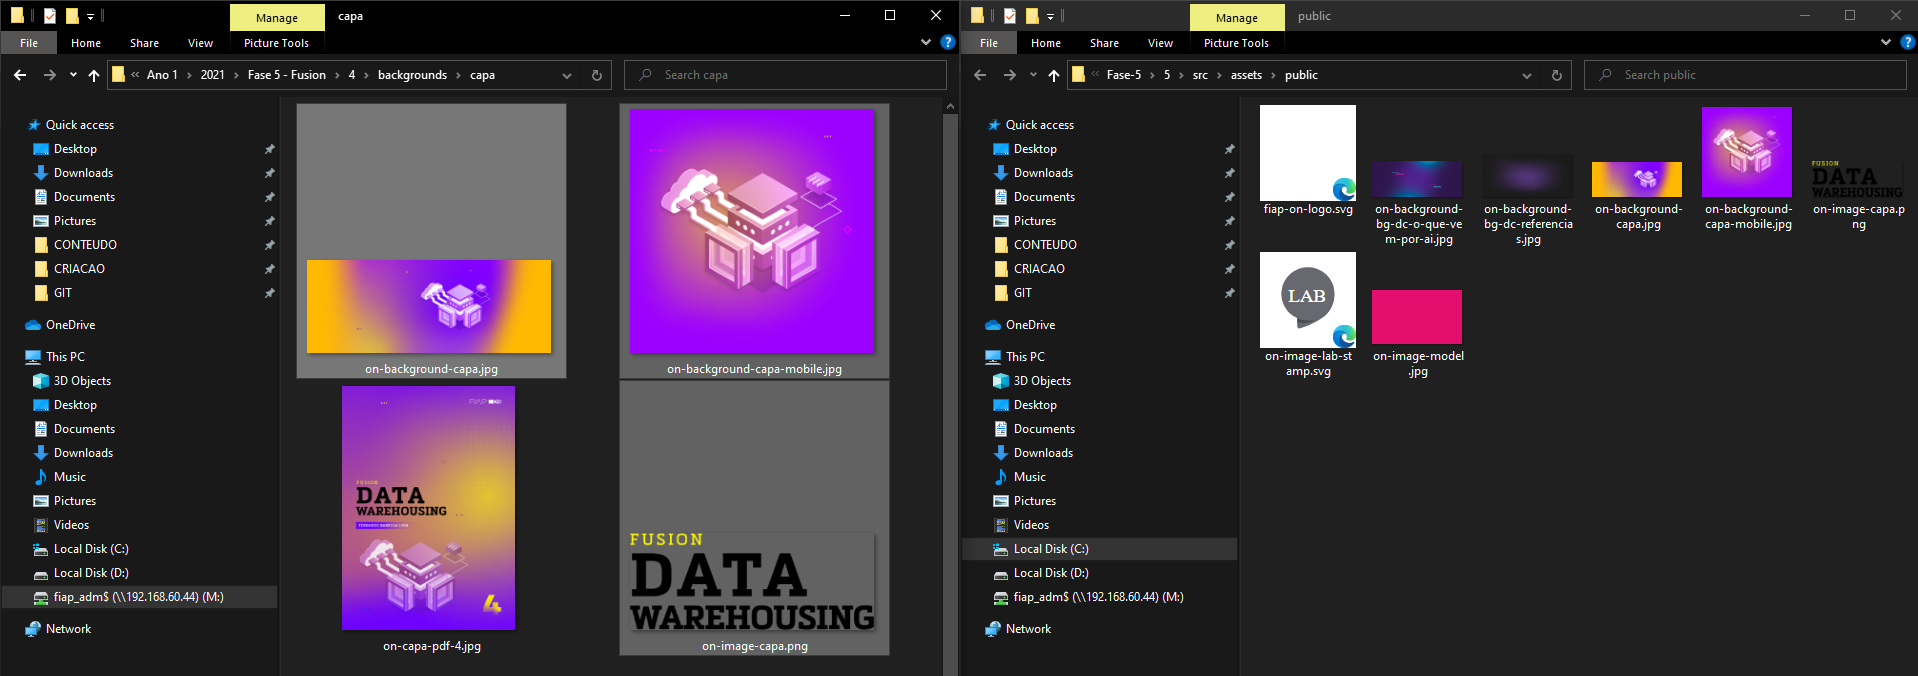 Manage
capa
File
Home
Share
View
Picture Tools
Ano 1
2021
Fase 5 - Fusion
4
backgrounds
capa
Search capa
Quick access
Desktop
Downloads
Documents
Pictures
CONTEUDO
CRIACAO
GIT
OneDrive
This PC
3D Objects
Desktop
Documents
Downloads
Music
Pictures
Videos
Local Disk (C:)
Local Disk (D:)
fiap_adm$ (\\192.168.60.44) (M:)
Network
on-background-capa.jpg
on-background-capa-mobile.jpg
FIAP
FUSION
DATA
WAREHOUSING
4
on-capa-pdf-4.jpg
FUSION
DATA
WAREHOUSING
on-image-capa.png
Manage
public
File
Home
Share
View
Picture Tools
Fase-5
5
src
assets
public
Search public
Quick access
Desktop
Downloads
Documents
Pictures
CONTEUDO
CRIACAO
GIT
OneDrive
This PC
3D Objects
Desktop
Documents
Downloads
Music
Pictures
Videos
Local Disk (C:)
Local Disk (D:)
fiap_adm$ (\\192.168.60.44) (M:)
Network
fiap-on-logo.svg
on-background-
bg-dc-o-que-ve
m-por-ai.jpg
on-background-
bg-dc-referencia
s.jpg
on-background-
capa.jpg
on-background-
capa-mobile.jpg
FUSION
DATA
WAREHOUSING
on-image-capa.p
ng
LAB
on-image-lab-st
amp.svg
on-image-model
.jpg